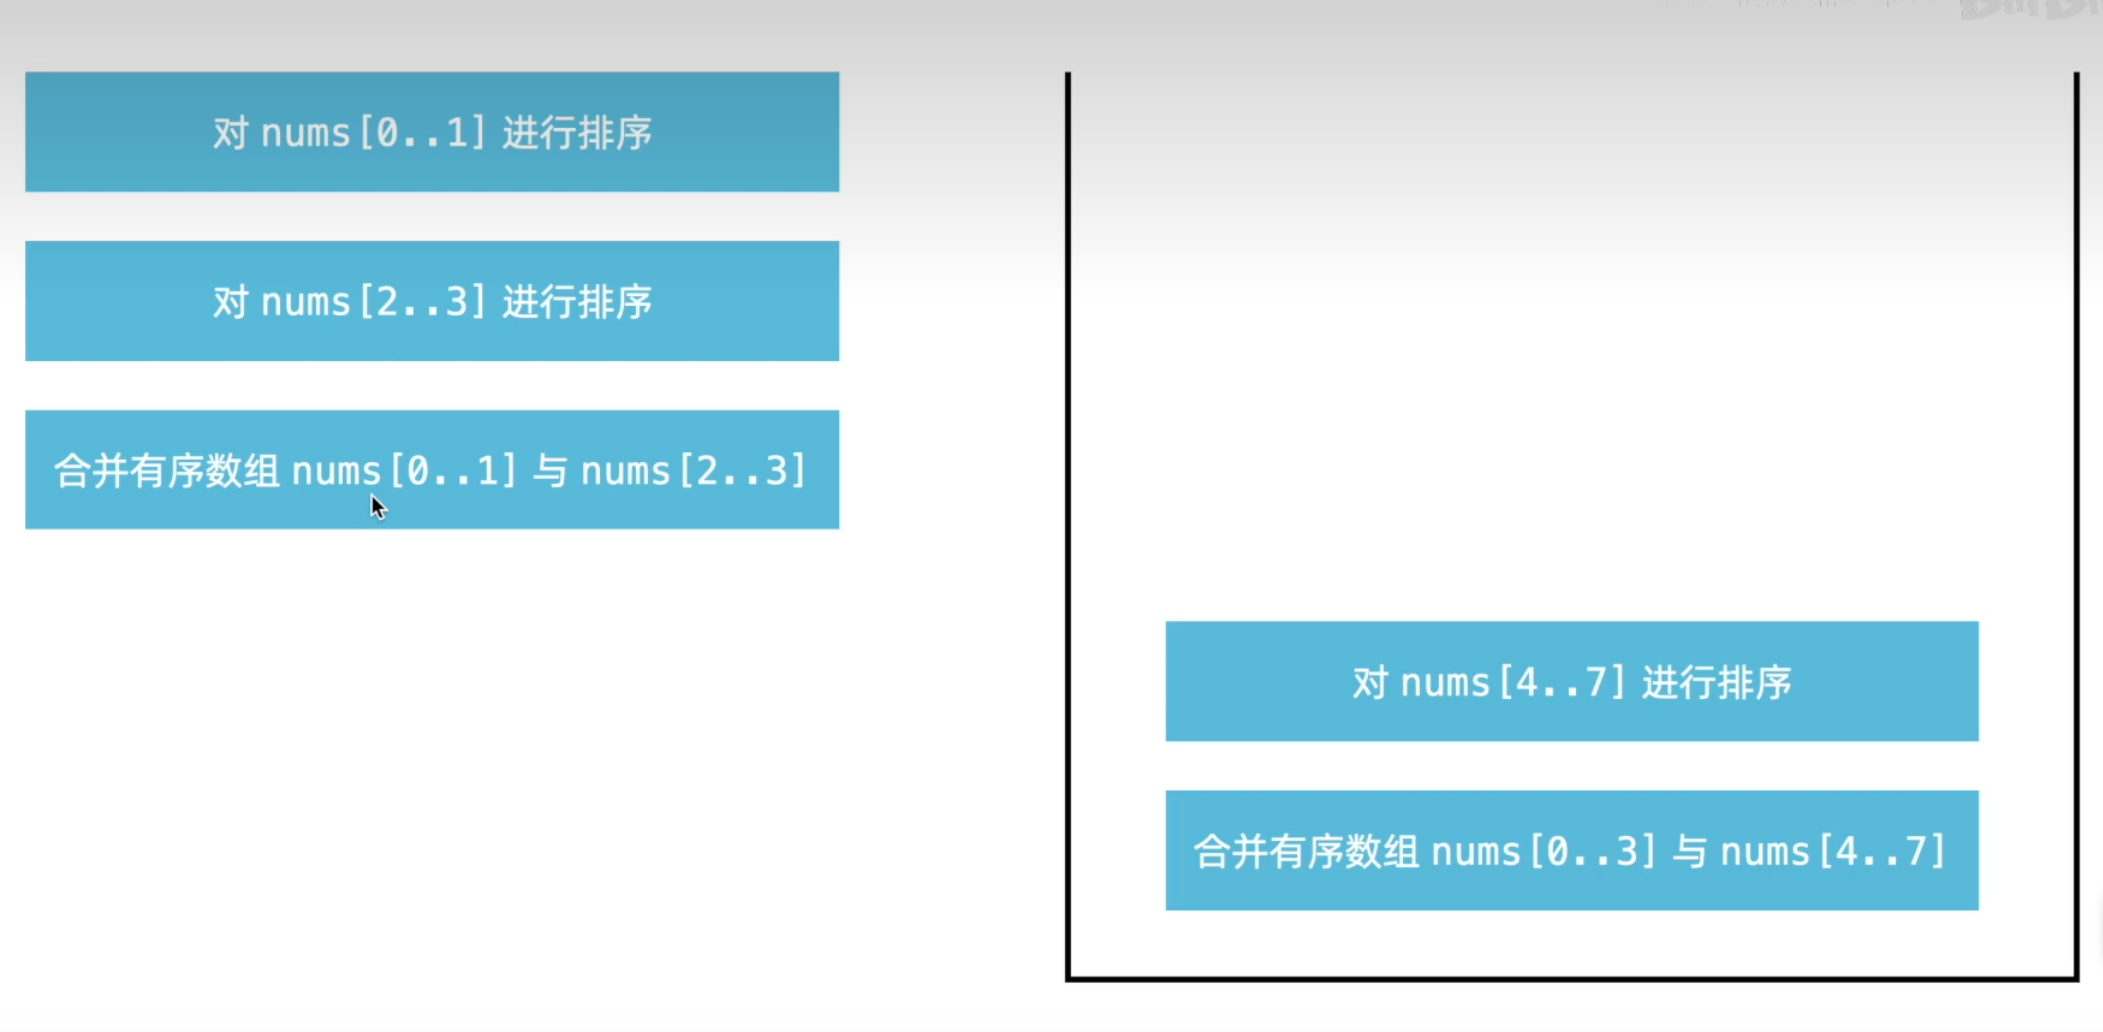 对 nums[0..1] 进行排序
对 nums[2..3] 进行排序
合并有序数组 nums[0..1] 与 nums[2..3]
对 nums[4..7] 进行排序
合并有序数组 nums[0..3] 与 nums[4..7]